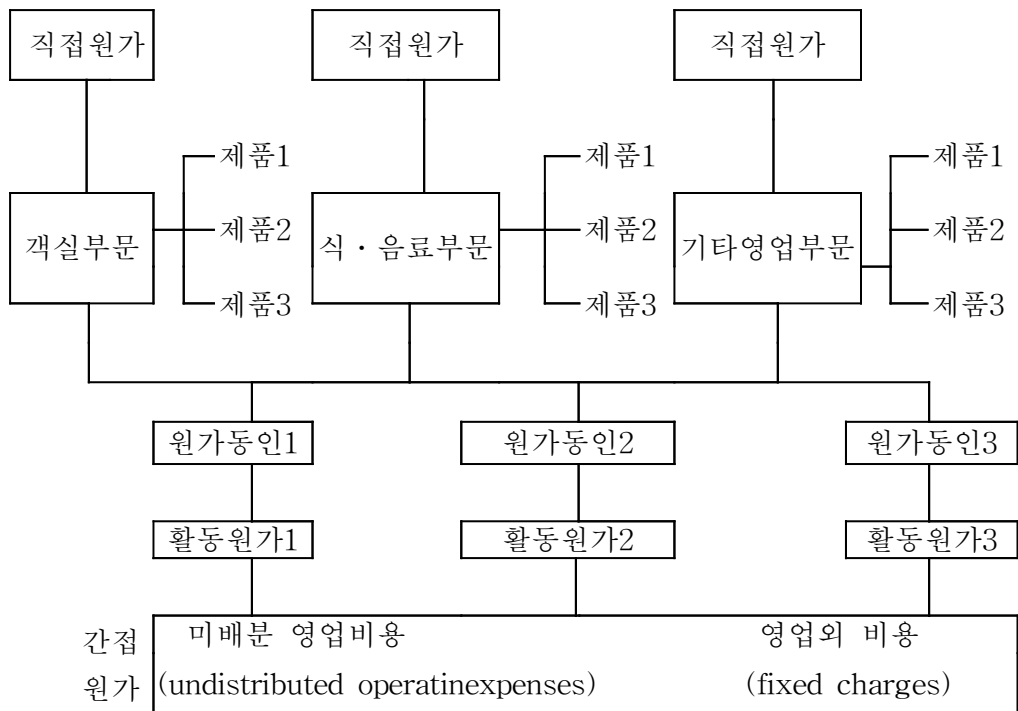 직접원가 직접원가 직접원가
제품1 제품1 제품1
객실부문 제품2 식・음료부문 제품2 기타영업부문 제품2
제품3 제품3 제품3
원가동인1 원가동인2 원가동인3
활동원가1 활동원가2 활동원가3
간접 미배분 영업비용 영업외 비용
원가 (undistributed operatinexpenses) (fixed charges)